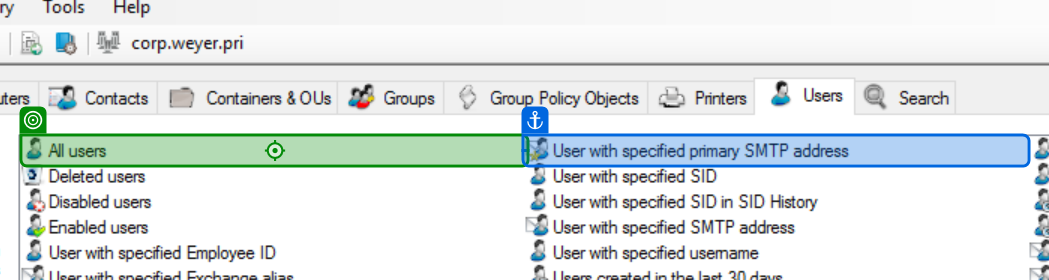 ry Tools Help
corp.weyer.pri
uters Contacts Containers & OUs Groups Group Policy Objects Printers Users Search
All users User with specified primary SMTP address
Deleted users User with specified SID
Disabled users User with specified SID in SID History
Enabled users User with specified SMTP address
User with specified Employee ID User with specified username
User with specified Exchange alias Users created in the last 30 days